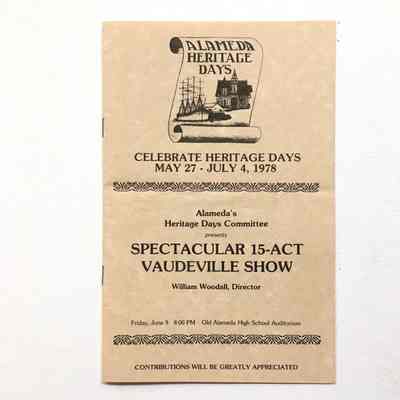 ALAMEDA
HERITAGE
DAYS
CELEBRATE HERITAGE DAYS
MAY 27 - JULY 4, 1978
Alameda's
Heritage Days Committee
presents
SPECTACULAR 15-ACT
VAUDEVILLE SHOW
William Woodall, Director
Friday, June 9 8:00 PM Old Alameda High School Auditorium
CONTRIBUTIONS WILL BE GREATLY APPRECIATED